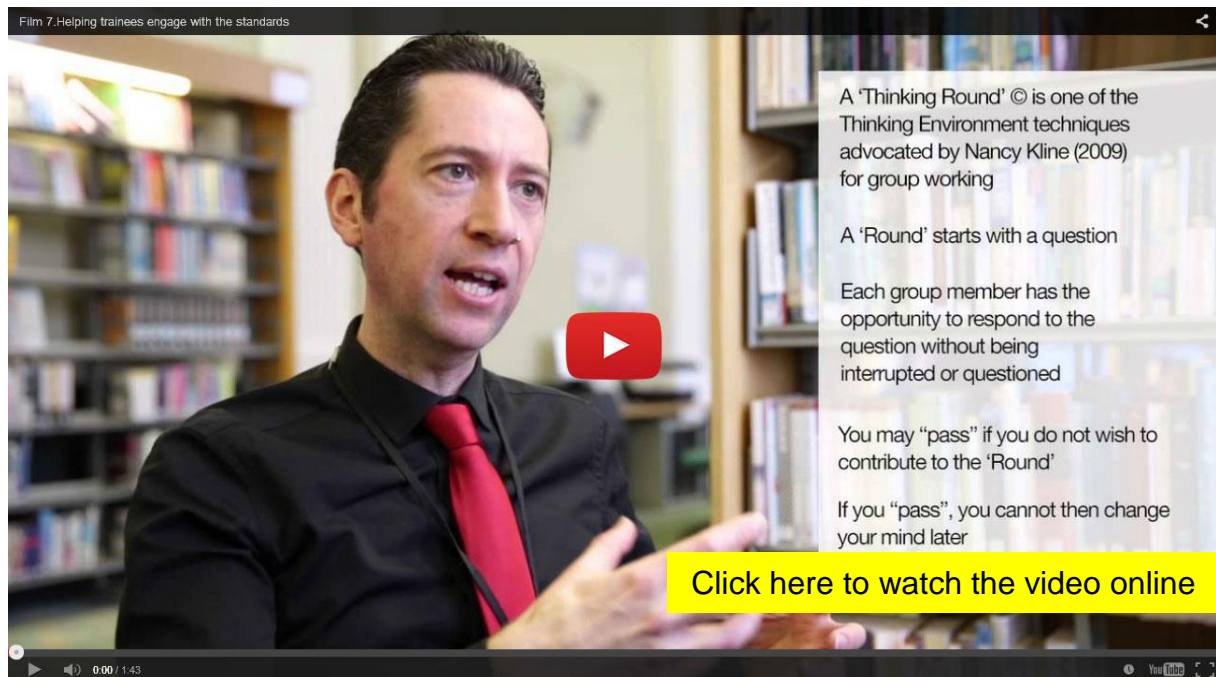 Film 7.Helping trainees engage with the standards
A 'Thinking Round' © is one of the
Thinking Environment techniques
advocated by Nancy Kline (2009)
for group working
A 'Round' starts with a question
Each group member has the
opportunity to respond to the
question without being
interrupted or questioned
You may "pass" if you do not wish to
contribute to the 'Round'
If you "pass", you cannot then change
your mind later
Click here to watch the video online
0:00 / 1:43
YouTube